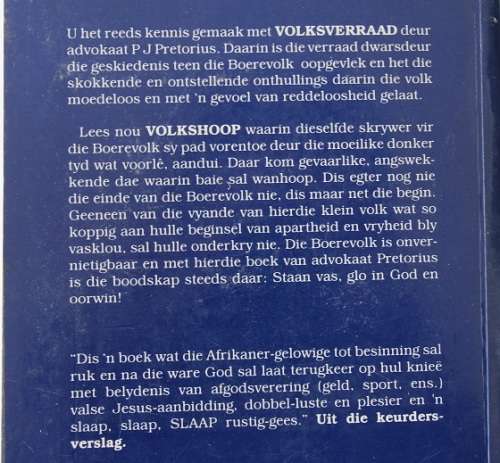 U het reeds kennis gemaak met VOLKSVERRAAD deur
advokaat P J Pretorius. Daarin is die verraad dwarsdeur
die geskiedenis teen die Boerevolk oopgevlek en het die
skokkende en ontstellende onthullings daarin die volk
moedeloos en met 'n gevoel van reddeloosheid gelaat.
Lees nou VOLKSHOOP waarin dieselfde skrywer vir
die Boerevolk sy pad vorentoe deur die moeilike donker
tyd wat voorlê, aandui. Daar kom gevaarlike, angswek-
kende dae waarin baie sal wanhoop. Dis egter nog nie
die einde van die Boerevolk nie, dis maar net die begin.
Geeneen van die vyande van hierdie klein volk wat so
koppig aan hulle beginsel van apartheid en vryheid bly
vasklou, sal hulle onderkry nie. Die Boerevolk is onver-
nietigbaar en met hierdie boek van advokaat Pretorius
is die boodskap steeds daar: Staan vas, glo in God en
oorwin!
"Dis 'n boek wat die Afrikaner-gelowige tot besinning sal
ruk en na die ware God sal laat terugkeer op hul knieë
met belydenis van afgodsverering (geld, sport, ens.)
valse Jesus-aanbidding, dobbel-luste en plesier en 'n
slaap, slaap, SLAAP rustig-gees." Uit die keurders-
verslag.